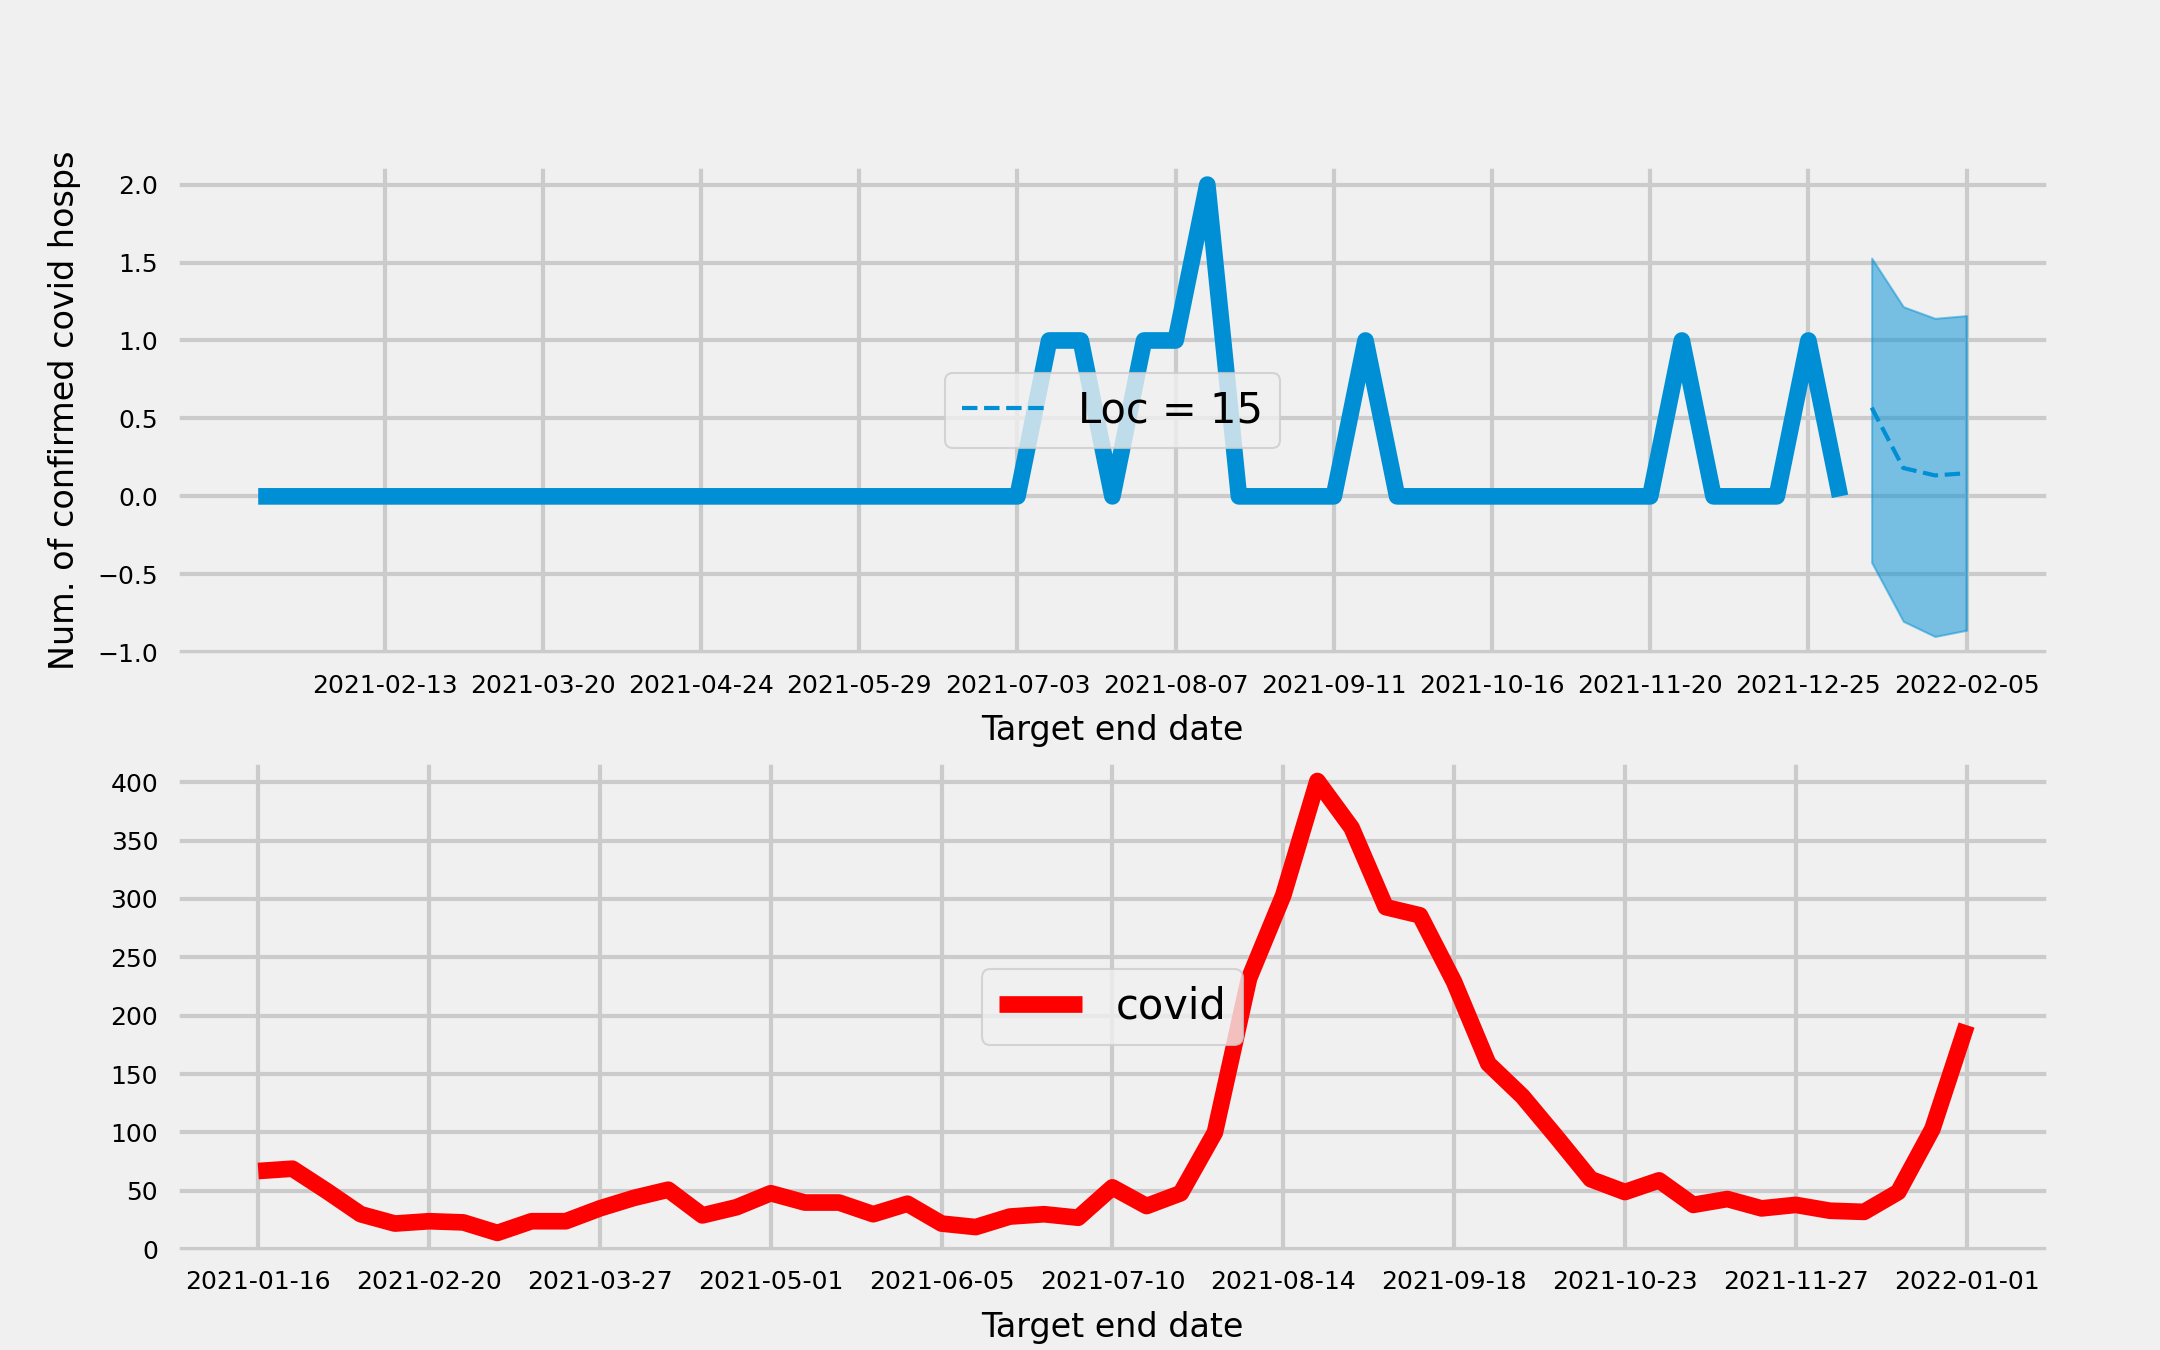 Num. of confirmed covid hosps
2.0
1.5
1.0
0.5
0.0
−0.5
−1.0
Loc = 15
2021-02-13 2021-03-20 2021-04-24 2021-05-29 2021-07-03 2021-08-07 2021-09-11 2021-10-16 2021-11-20 2021-12-25 2022-02-05
Target end date
400
350
300
250
200
150
100
50
0
covid
2021-01-16 2021-02-20 2021-03-27 2021-05-01 2021-06-05 2021-07-10 2021-08-14 2021-09-18 2021-10-23 2021-11-27 2022-01-01
Target end date